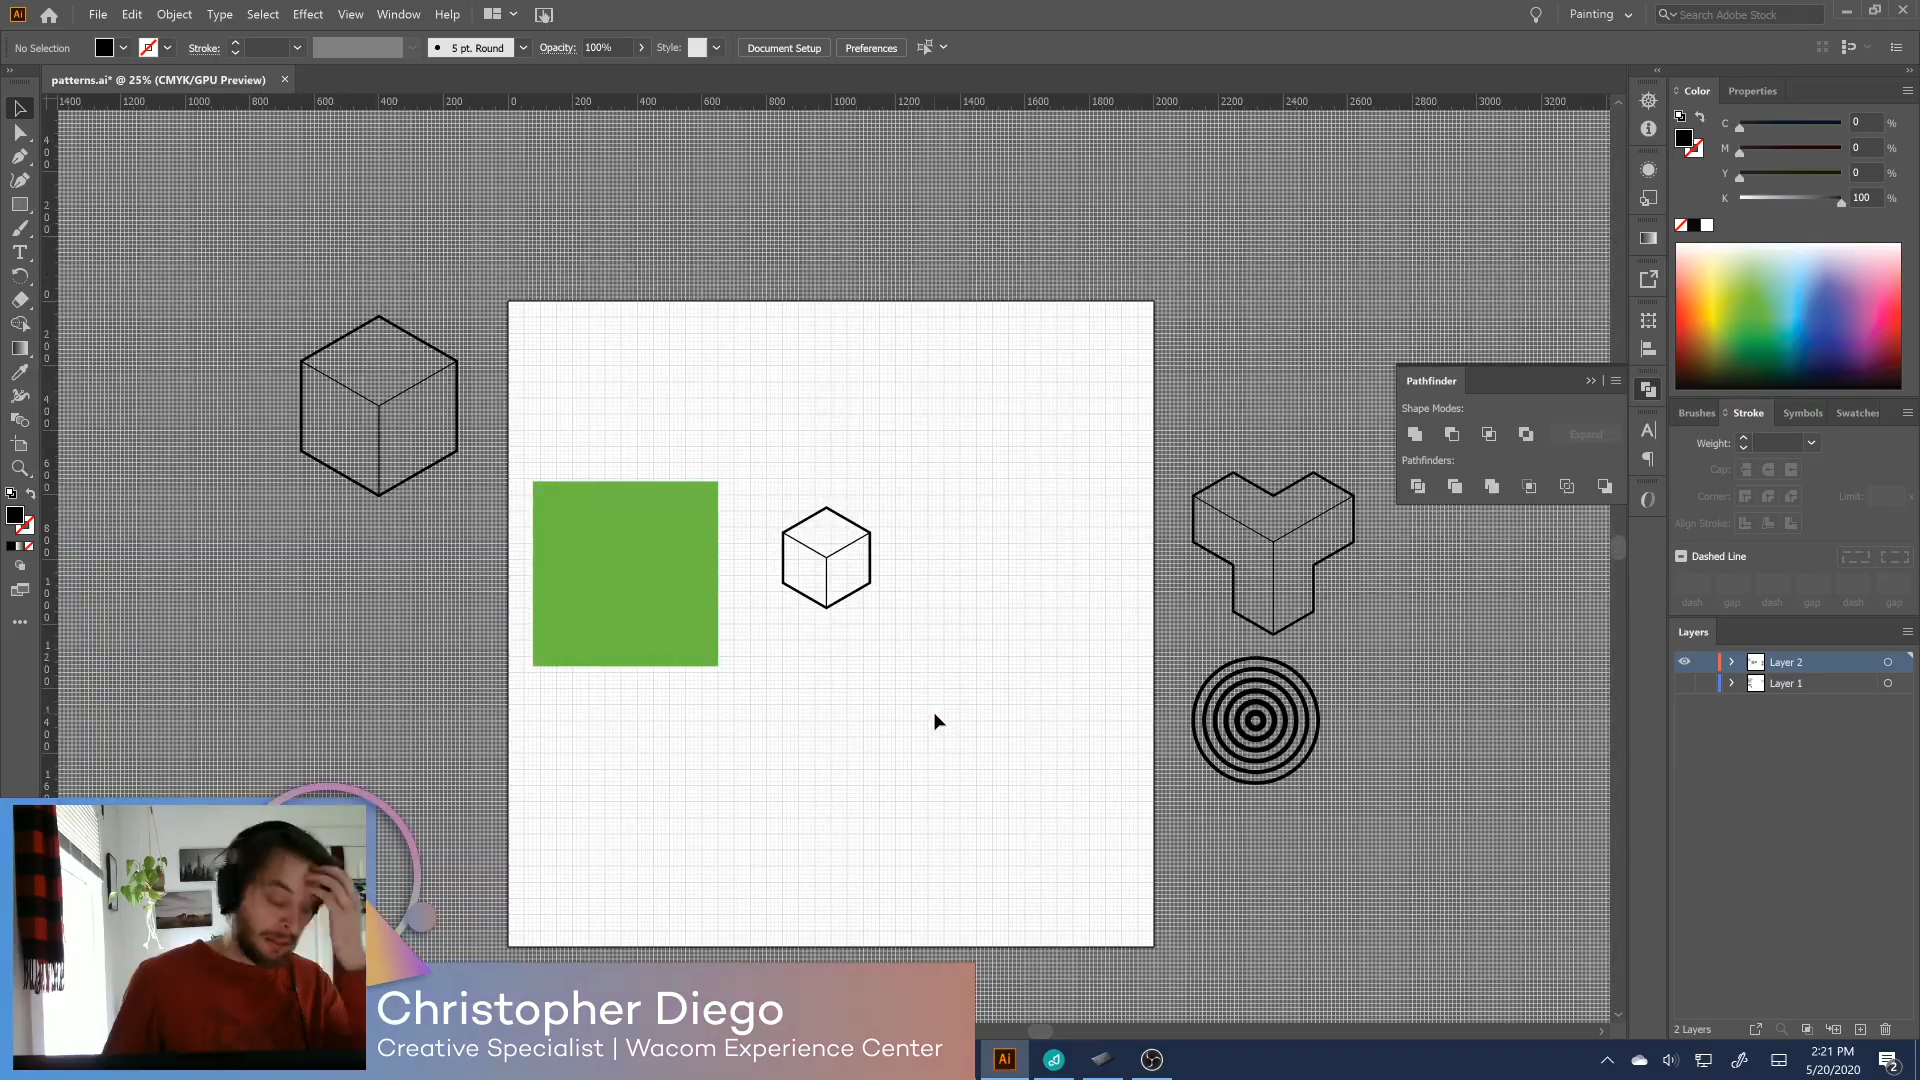 Ai File Edit Object Type Select Effect View Window Help Painting Search Adobe Stock
No Selection Stroke: 5 pt. Round Opacity: 100% Style: Document Setup Preferences
patterns.ai* @ 25% (CMYK/GPU Preview)
1400 1200 1000 800 600 400 200 0 200 400 600 800 1000 1200 1400 1600 1800 2000 2200 2400 2600 2800 3000 3200
Color Properties
C 0 %
M 0 %
Y 0 %
K 100 %
Pathfinder
Shape Modes:
Expand
Pathfinders:
Brushes Stroke Symbols Swatches
Weight:
Cap:
Corner: Limit: x
Align Stroke:
Dashed Line
dash gap dash gap dash gap
Layers
Layer 2
Layer 1
2 Layers
Christopher Diego
Creative Specialist | Wacom Experience Center
Ai
2:21 PM
5/20/2020
2